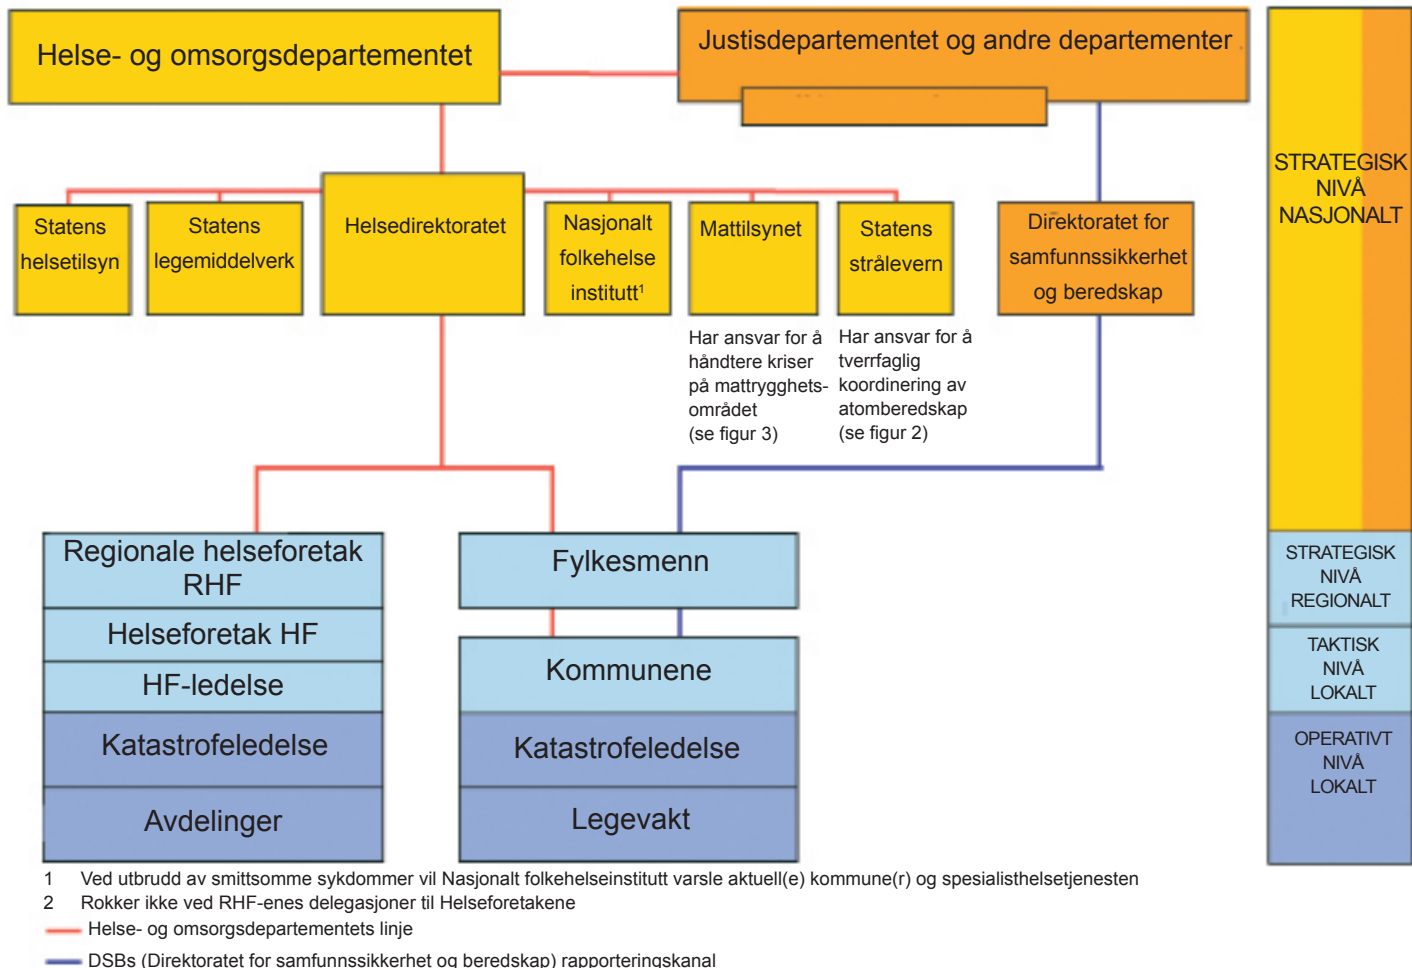 Helse- og omsorgsdepartementet
Justisdepartementet og andre departementer
Statens
helsetilsyn
Statens
legemiddelverk
Helsedirektoratet
Nasjonalt
folkehelse
institutt¹
Mattilsynet
Statens
strålevern
Direktoratet for
samfunnssikkerhet
og beredskap
Har ansvar for å
håndtere kriser
på mattrygghets-
området
(se figur 3)
Har ansvar for å
tverrfaglig
koordinering av
atomberedskap
(se figur 2)
Regionale helseforetak
RHF
Helseforetak HF
HF-ledelse
Katastrofeledelse
Avdelinger
Fylkesmenn
Kommunene
Katastrofeledelse
Legevakt
STRATEGISK
NIVÅ
NASJONALT
STRATEGISK
NIVÅ
REGIONALT
TAKTISK
NIVÅ
LOKALT
OPERATIVT
NIVÅ
LOKALT
1 Ved utbrudd av smittsomme sykdommer vil Nasjonalt folkehelseinstitutt varsle aktuell(e) kommune(r) og spesialisthelsetjenesten
2 Rokker ikke ved RHF-enes delegasjoner til Helseforetakene
Helse- og omsorgsdepartementets linje
DSBs (Direktoratet for samfunnssikkerhet og beredskap) rapporteringskanal